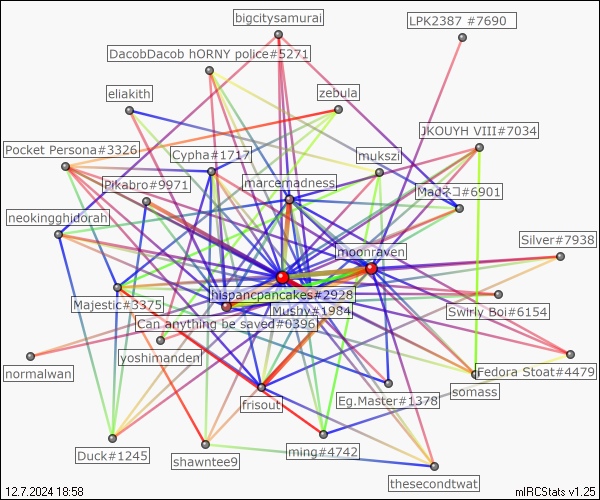 bigcitysamurai
LPK2387 #7690
DacobDacob hORNY police#5271
eliakith
zebula
JKOUYH VIII#7034
Pocket Persona#3326
Cypha#1717
mukszi
Pikabro#9971
marcemadness
Madネコ#6901
neokingghidorah
Silver#7938
moonraven
hispancpancakes#2928
Majestic#3375
Mushy#1984
Swirly Boi#6154
Can anything be saved#0396
yoshimanden
normalwan
Fedora Stoat#4479
somass
Eg.Master#1378
frisout
Duck#1245
ming#4742
shawntee9
thesecondtwat
12.7.2024 18:58
mIRCStats v1.25